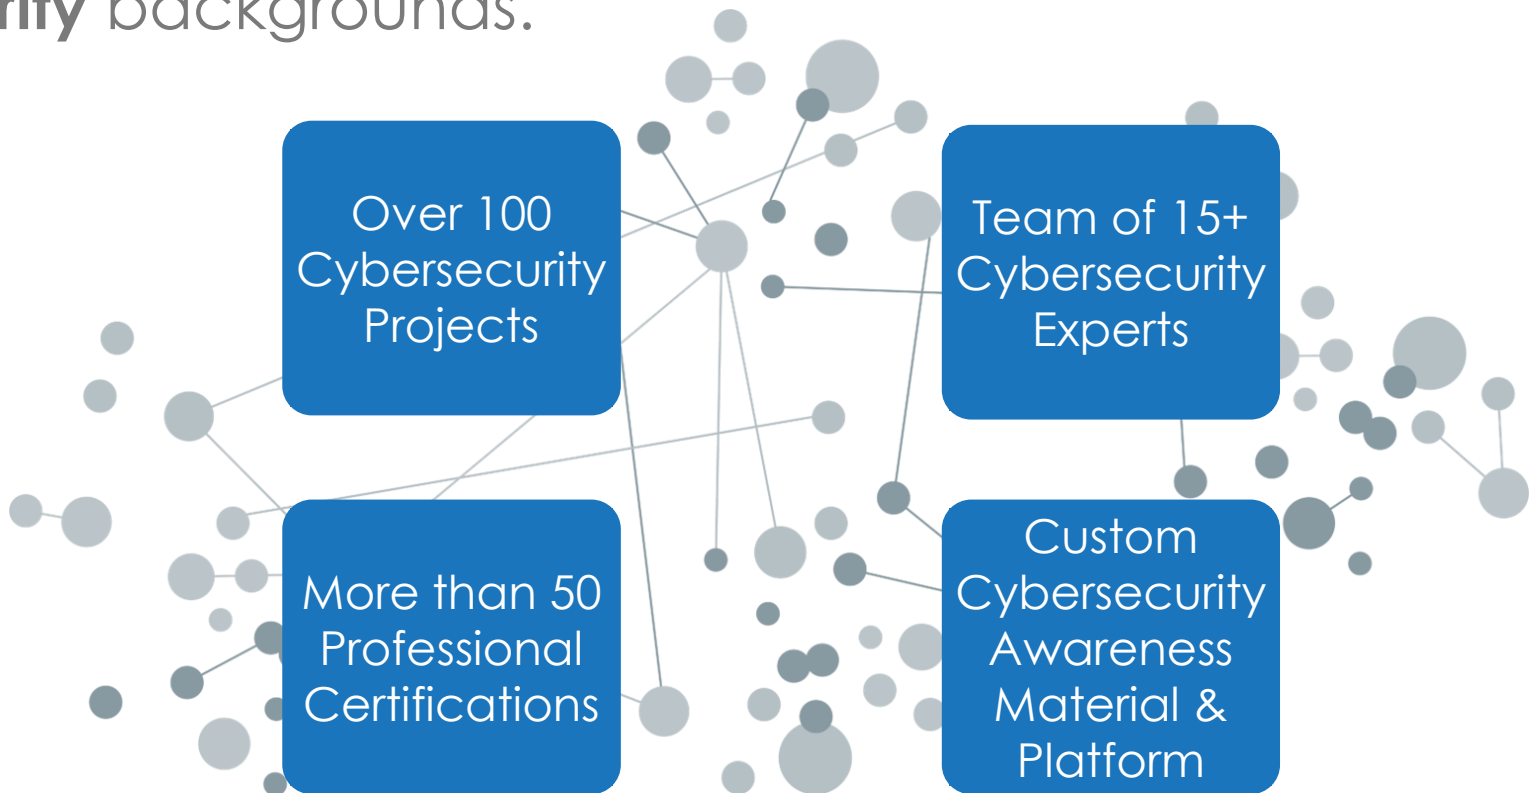 rity backgrounds.
Over 100
Cybersecurity
Projects
Team of 15+
Cybersecurity
Experts
More than 50
Professional
Certifications
Custom
Cybersecurity
Awareness
Material &
Platform